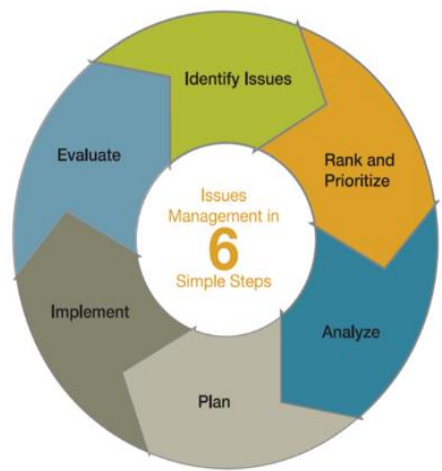 Identify Issues
Rank and
Prioritize
Analyze
Plan
Implement
Evaluate
Issues
Management in
6
Simple Steps